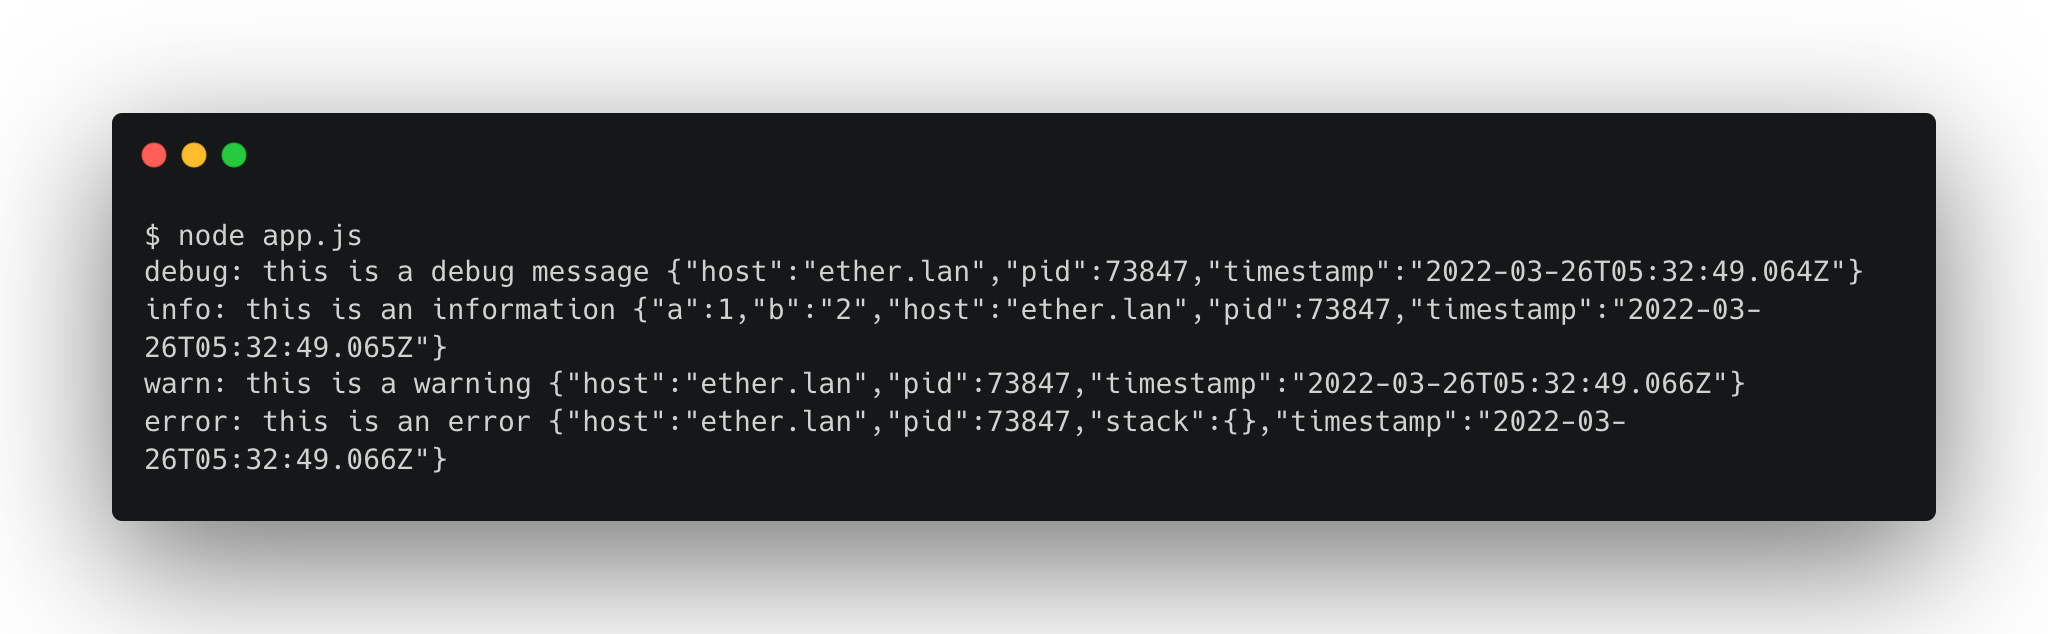 $ node app.js
debug: this is a debug message {"host":"ether.lan","pid":73847,"timestamp":"2022-03-26T05:32:49.064Z"}
info: this is an information {"a":1,"b":"2","host":"ether.lan","pid":73847,"timestamp":"2022-03-
26T05:32:49.065Z"}
warn: this is a warning {"host":"ether.lan","pid":73847,"timestamp":"2022-03-26T05:32:49.066Z"}
error: this is an error {"host":"ether.lan","pid":73847,"stack":{},"timestamp":"2022-03-
26T05:32:49.066Z"}